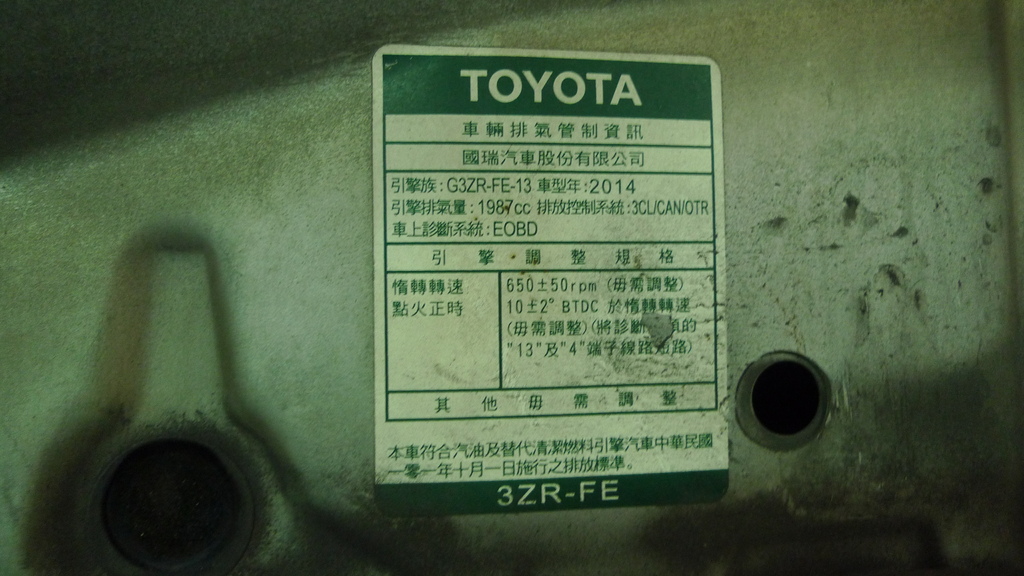 TOYOTA
車輛排氣管制資訊
國瑞汽車股份有限公司
引擎族:G3ZR-FE-13 車型年:2014
引擎排氣量:1987cc 排放控制系統:3CL/CAN/OTR
車上診斷系統:EOBD
引擎調整規格
惰轉轉速 650±50rpm (毋需調整)
點火正時 10±2° BTDC 於惰轉轉速
(毋需調整)(將診斷 的
"13"及"4"端子線路短路)
其他毋需調整
本車符合汽油及替代清潔燃料引擎汽車中華民國
一零一年十月一日施行之排放標準。
3ZR-FE